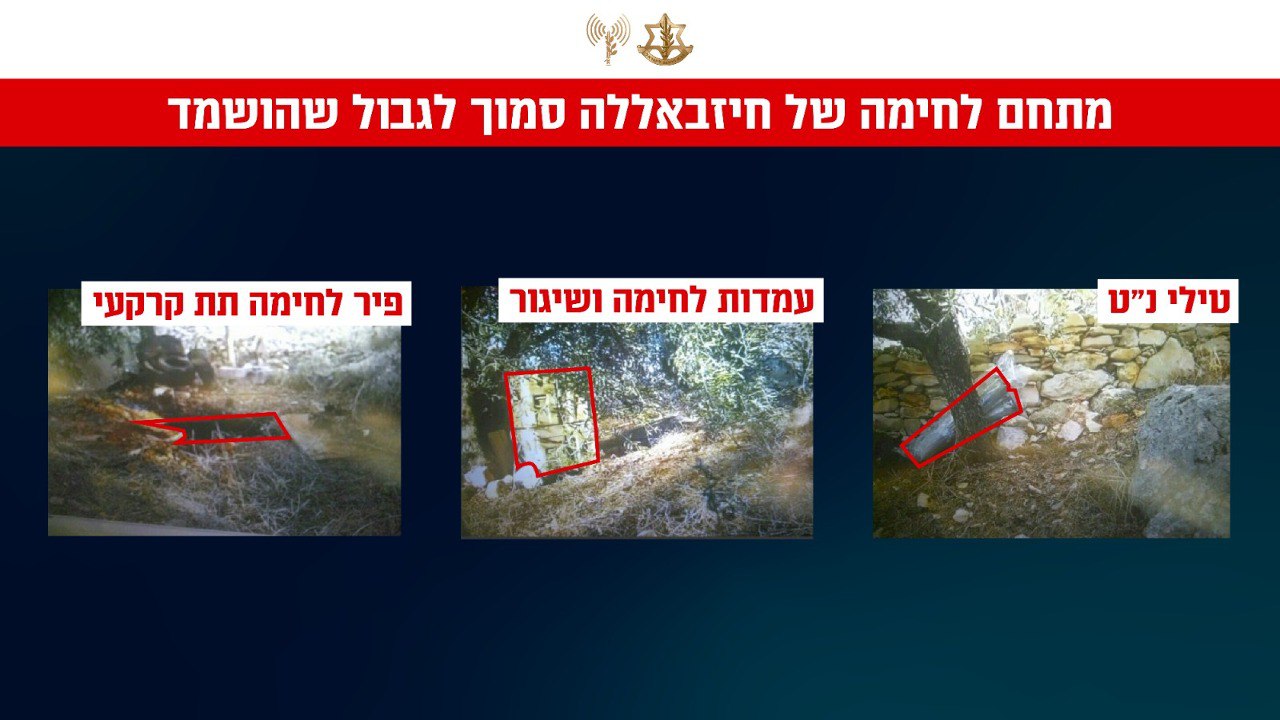 מתחם לחימה של חיזבאללה סמוך לגבול שהושמד
טילי נ״ט
עמדות לחימה ושיגור
פיר לחימה תת קרקעי